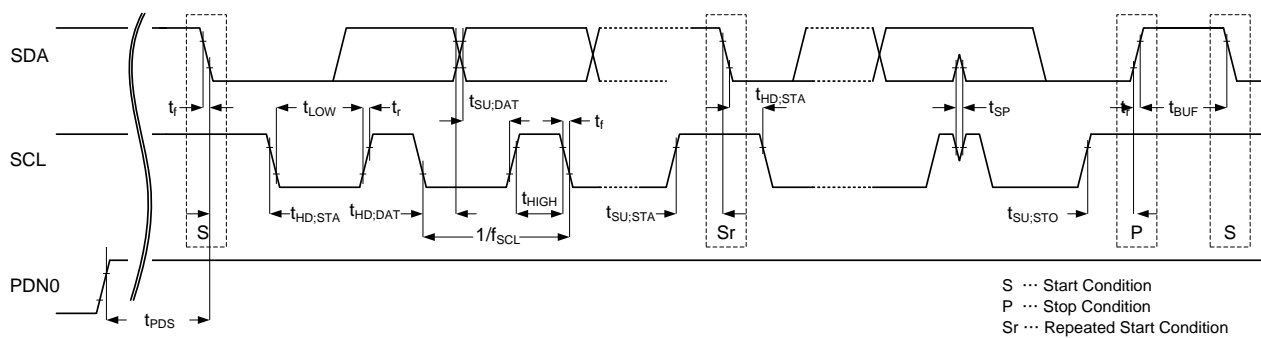 SDA
t_f
t_LOW
t_r
t_SU;DAT
t_f
t_HD;STA
t_SP
t_r
t_BUF
SCL
t_HD;STA
t_HD;DAT
t_HIGH
t_SU;STA
t_SU;STO
S
1/f_SCL
Sr
P
S
PDN0
t_PDS
S ··· Start Condition
P ··· Stop Condition
Sr ··· Repeated Start Condition